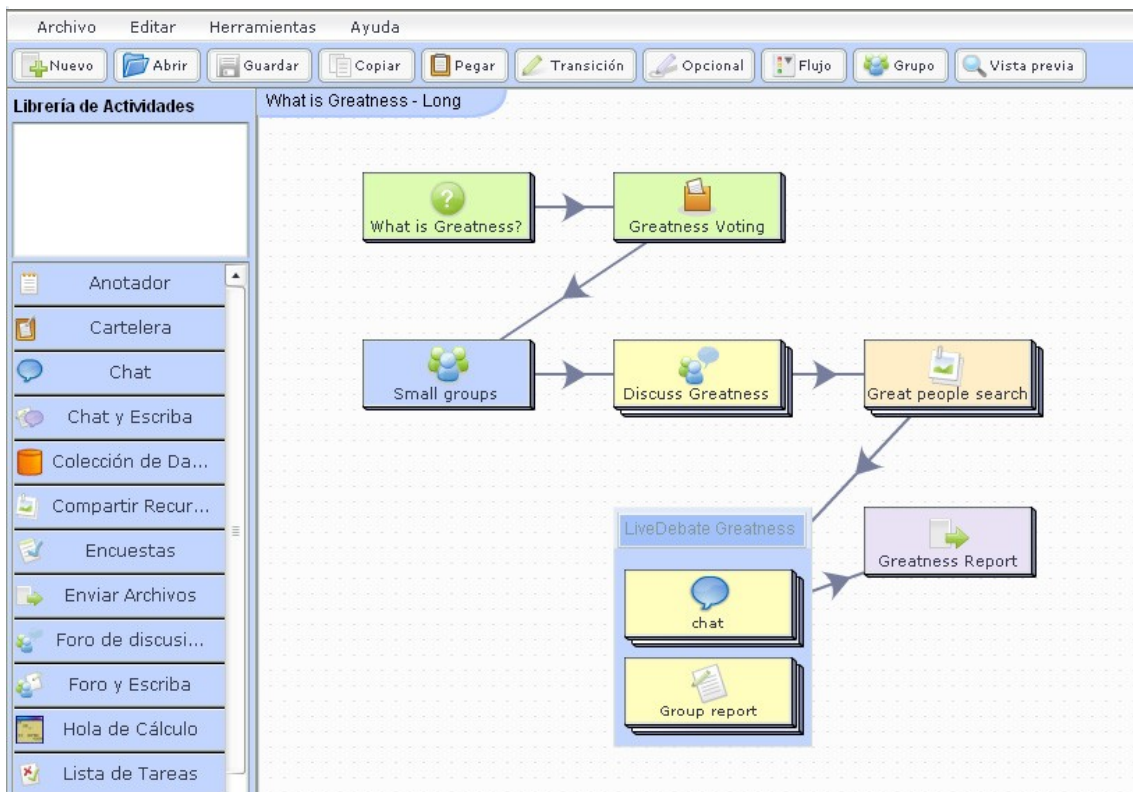 Archivo Editar Herramientas Ayuda
Nuevo Abrir Guardar Copiar Pegar Transición Opcional Flujo Grupo Vista previa
Librería de Actividades
What is Greatness - Long
Anotador
Cartelera
Chat
Chat y Escriba
Colección de Da...
Compartir Recur...
Encuestas
Enviar Archivos
Foro de discusi...
Foro y Escriba
Hola de Cálculo
Lista de Tareas
What is Greatness?
Greatness Voting
Small groups
Discuss Greatness
Great people search
LiveDebate Greatness
chat
Group report
Greatness Report